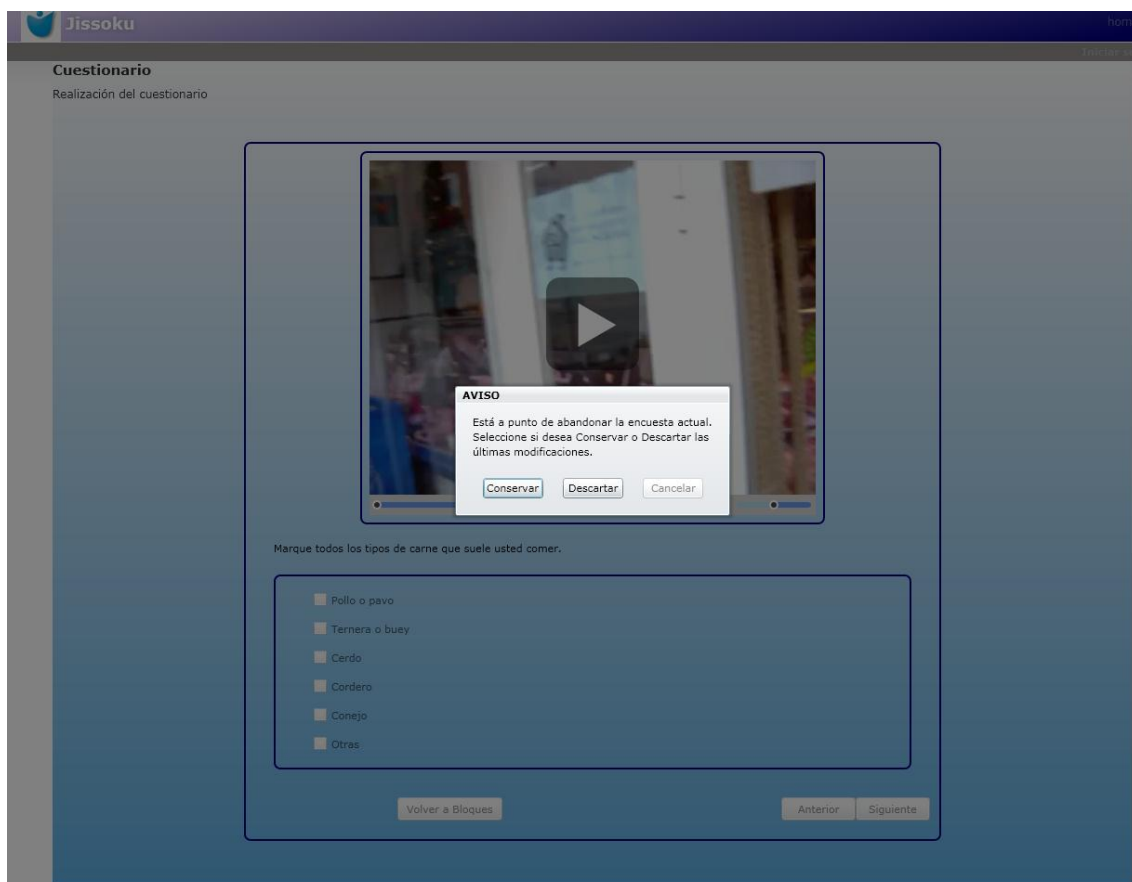 Jissoku
hom
Iniciar s
Cuestionario
Realización del cuestionario
AVISO
Está a punto de abandonar la encuesta actual.
Seleccione si desea Conservar o Descartar las
últimas modificaciones.
Conservar Descartar Cancelar
Marque todos los tipos de carne que suele usted comer.
Pollo o pavo
Ternera o buey
Cerdo
Cordero
Conejo
Otras
Volver a Bloques Anterior Siguiente